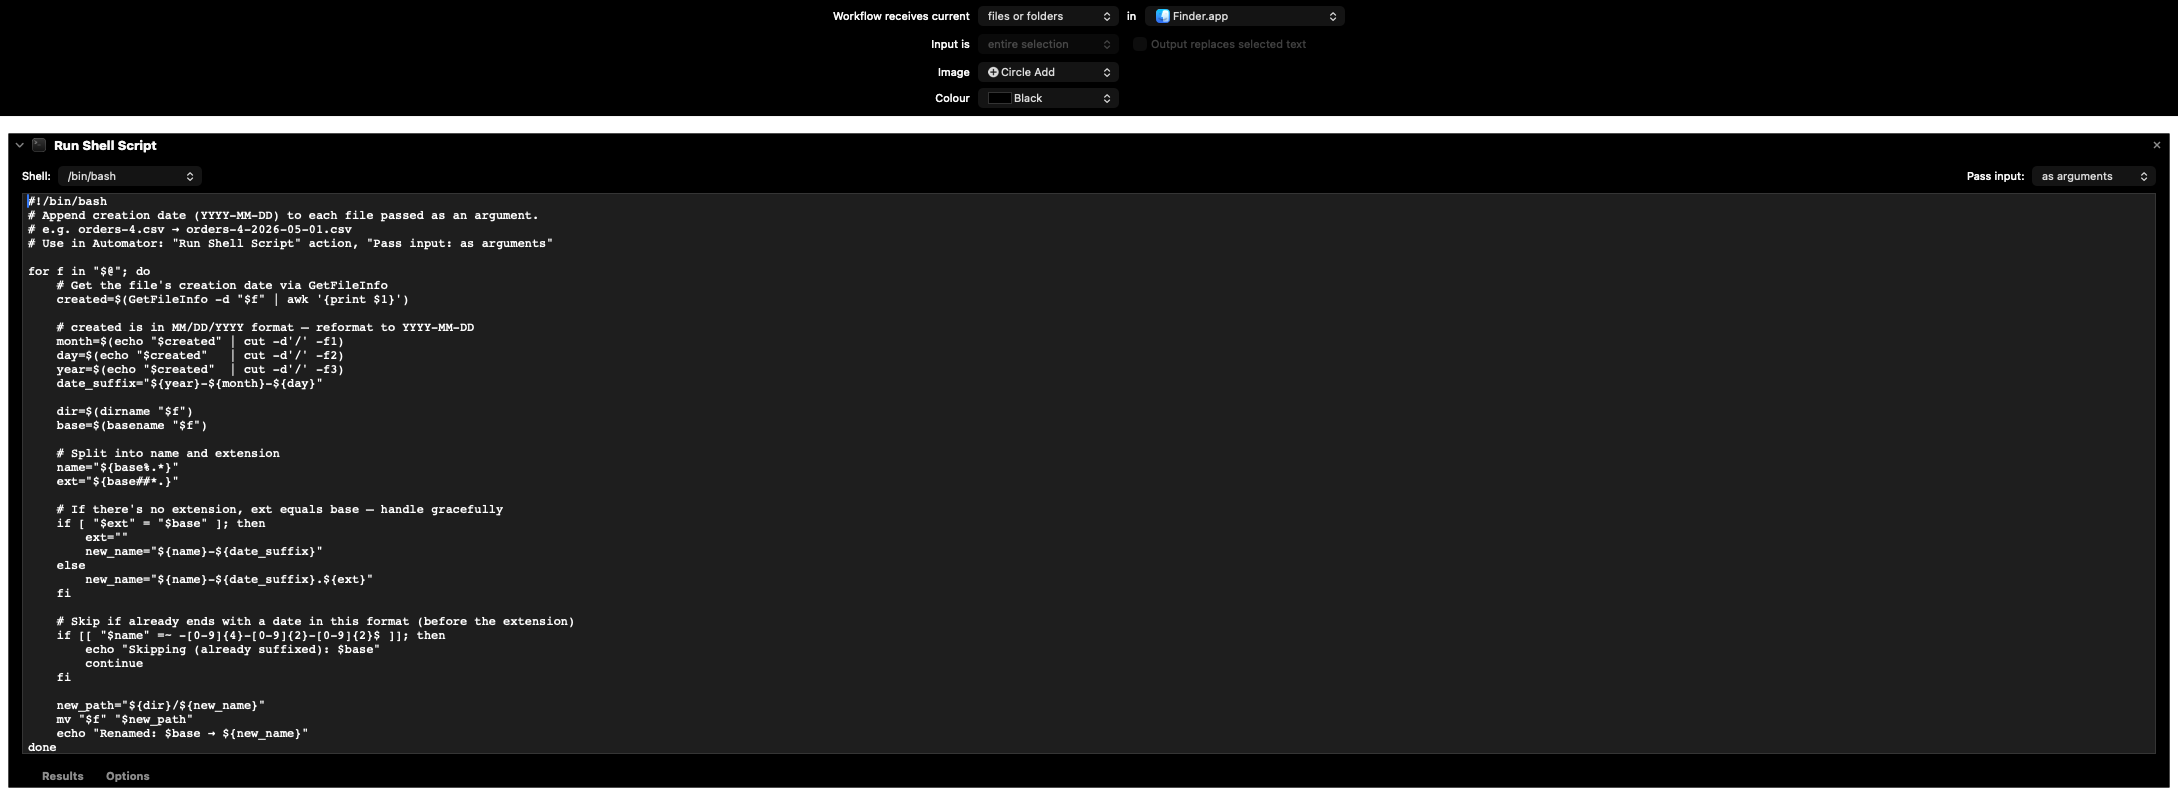 Workflow receives current files or folders in Finder.app
Input is entire selection Output replaces selected text
Image Circle Add
Colour Black
Run Shell Script
Shell: /bin/bash Pass input: as arguments
#!/bin/bash
# Append creation date (YYYY-MM-DD) to each file passed as an argument.
# e.g. orders-4.csv → orders-4-2026-05-01.csv
# Use in Automator: "Run Shell Script" action, "Pass input: as arguments"

for f in "$@"; do
    # Get the file's creation date via GetFileInfo
    created=$(GetFileInfo -d "$f" | awk '{print $1}')

    # created is in MM/DD/YYYY format — reformat to YYYY-MM-DD
    month=$(echo "$created" | cut -d'/' -f1)
    day=$(echo "$created"   | cut -d'/' -f2)
    year=$(echo "$created"  | cut -d'/' -f3)
    date_suffix="${year}-${month}-${day}"

    dir=$(dirname "$f")
    base=$(basename "$f")

    # Split into name and extension
    name="${base%.*}"
    ext="${base##*.}"

    # If there's no extension, ext equals base — handle gracefully
    if [ "$ext" = "$base" ]; then
        ext=""
        new_name="${name}-${date_suffix}"
    else
        new_name="${name}-${date_suffix}.${ext}"
    fi

    # Skip if already ends with a date in this format (before the extension)
    if [[ "$name" =~ -[0-9]{4}-[0-9]{2}-[0-9]{2}$ ]]; then
        echo "Skipping (already suffixed): $base"
        continue
    fi

    new_path="${dir}/${new_name}"
    mv "$f" "$new_path"
    echo "Renamed: $base → ${new_name}"
done
Results Options